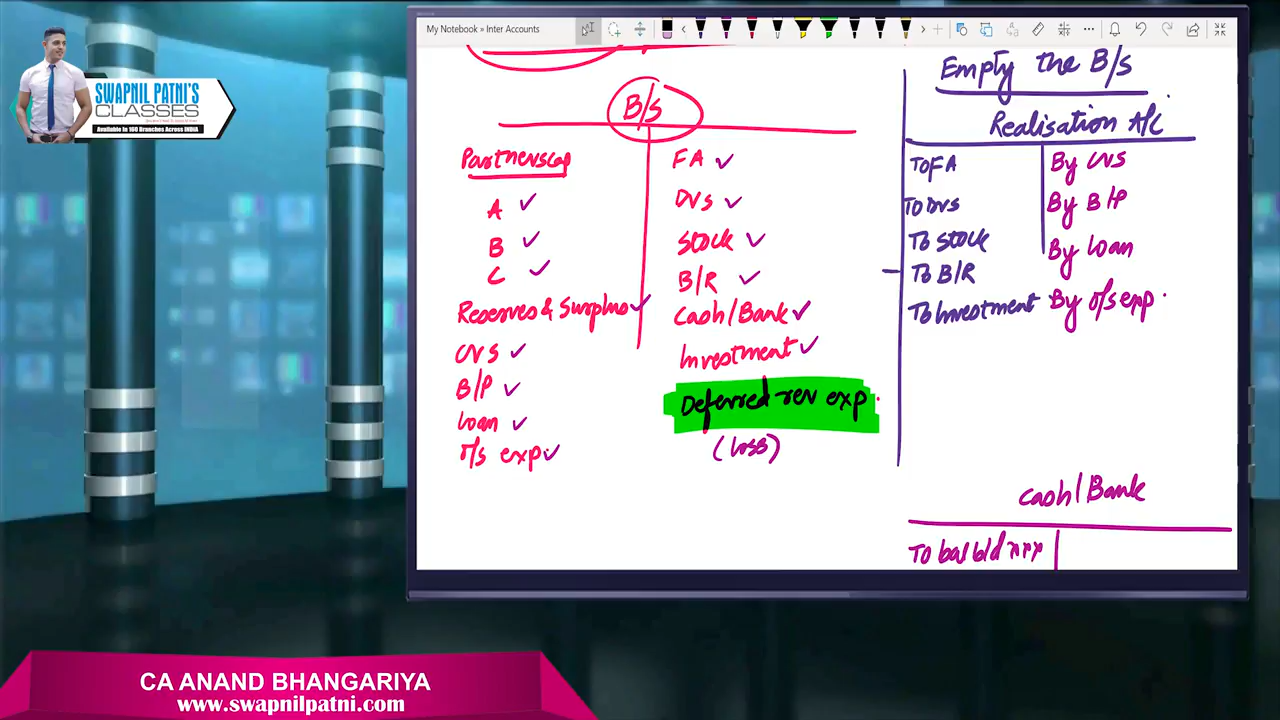 SWAPNIL PATNI'S
CLASSES
Available In 160 Branches Across INDIA
My Notebook » Inter Accounts
B/S
Partners cap
A ✓
B ✓
C ✓
Reserves & Surplus ✓
CVS ✓
B/P ✓
Loan ✓
o/s exp ✓
FA ✓
DVS ✓
Stock ✓
B/R ✓
Cash/Bank ✓
Investment ✓
Deferred rev exp
(Loss)
Empty the B/S
Realisation A/c
To FA
To DVS
To Stock
To B/R
To Investment
By CVS
By B/P
By Loan
By o/s exp
Cash/Bank
To bal b/d xxx
CA ANAND BHANGARIYA
www.swapnilpatni.com